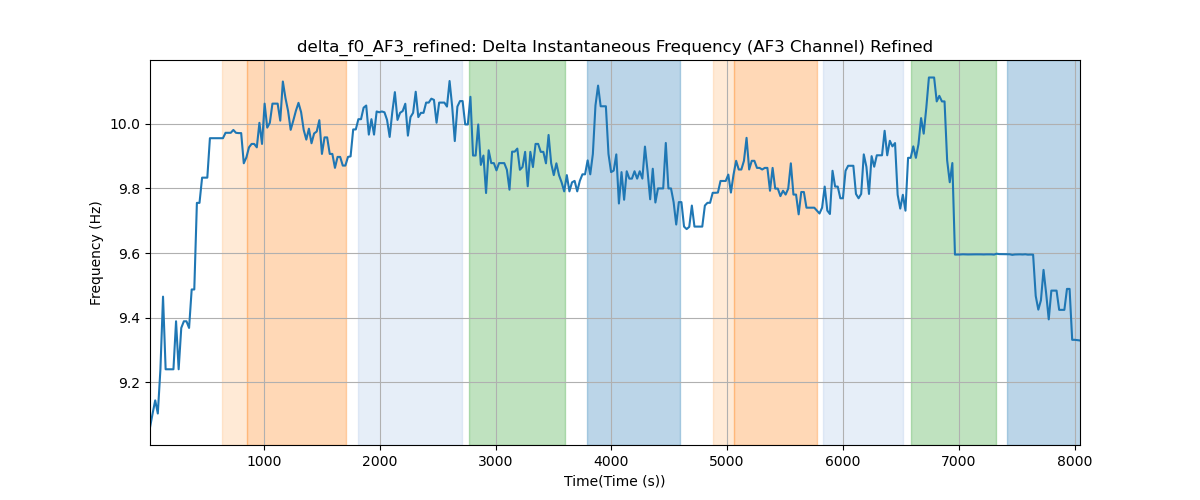 delta_f0_AF3_refined: Delta Instantaneous Frequency (AF3 Channel) Refined
Frequency (Hz)
10.0
9.8
9.6
9.4
9.2
1000 2000 3000 4000 5000 6000 7000 8000
Time(Time (s))